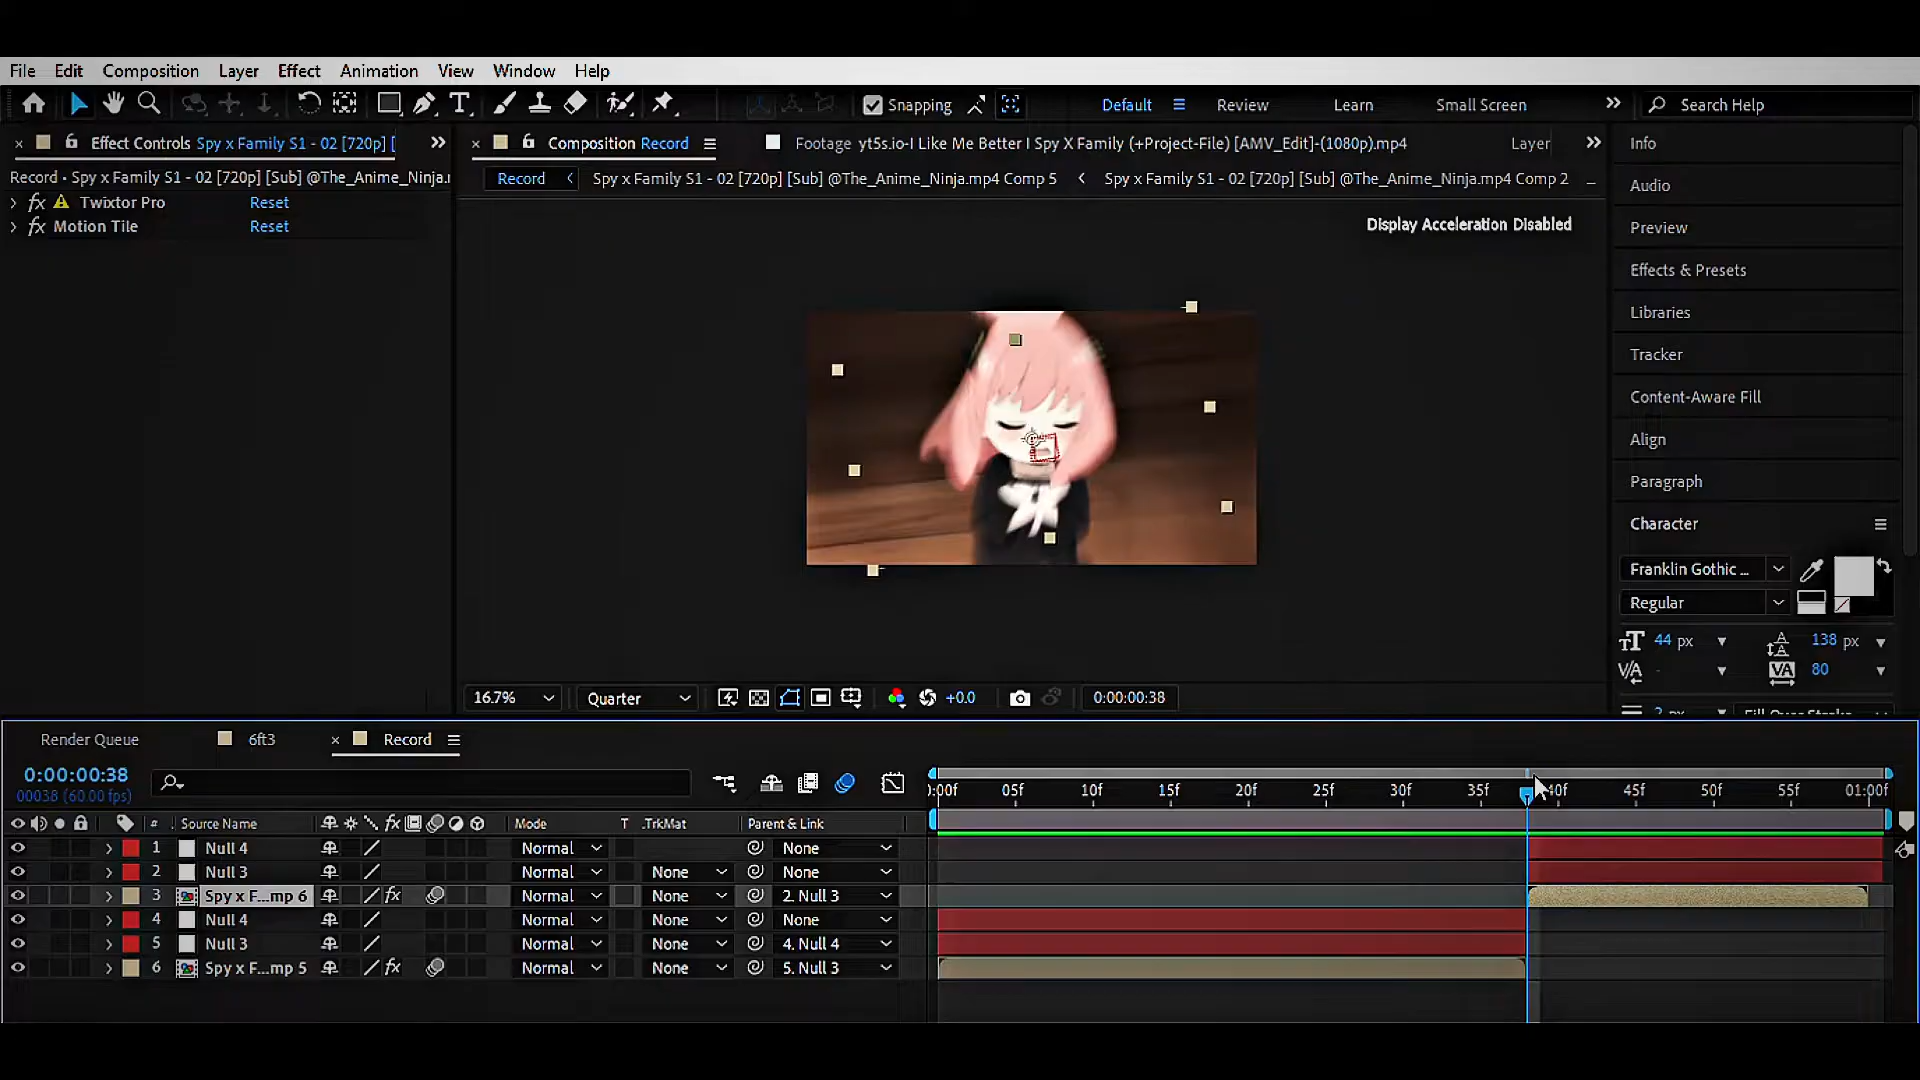 File Edit Composition Layer Effect Animation View Window Help
Snapping Default Review Learn Small Screen Search Help
Effect Controls Spy x Family S1 - 02 [720p] [
Composition Record
Footage yt5s.io-I Like Me Better I Spy X Family (+Project-File) [AMV_Edit]-(1080p).mp4
Layer
Info
Record • Spy x Family S1 - 02 [720p] [Sub] @The_Anime_Ninja.
Record
Spy x Family S1 - 02 [720p] [Sub] @The_Anime_Ninja.mp4 Comp 5
Spy x Family S1 - 02 [720p] [Sub] @The_Anime_Ninja.mp4 Comp 2
Audio
fx Twixtor Pro Reset
fx Motion Tile Reset
Display Acceleration Disabled
Preview
Effects & Presets
Libraries
Tracker
Content-Aware Fill
Align
Paragraph
Character
Franklin Gothic ...
Regular
44 px 138 px
80
16.7% Quarter +0.0 0:00:00:38
Render Queue 6ft3 Record
0:00:00:38
00038 (60.00 fps)
:00f 05f 10f 15f 20f 25f 30f 35f 40f 45f 50f 55f 01:00f
# Source Name fx Mode T .TrkMat Parent & Link
1 Null 4 Normal None
2 Null 3 Normal None None
3 Spy x F...mp 6 fx Normal None 2. Null 3
4 Null 4 Normal None None
5 Null 3 Normal None 4. Null 4
6 Spy x F...mp 5 fx Normal None 5. Null 3